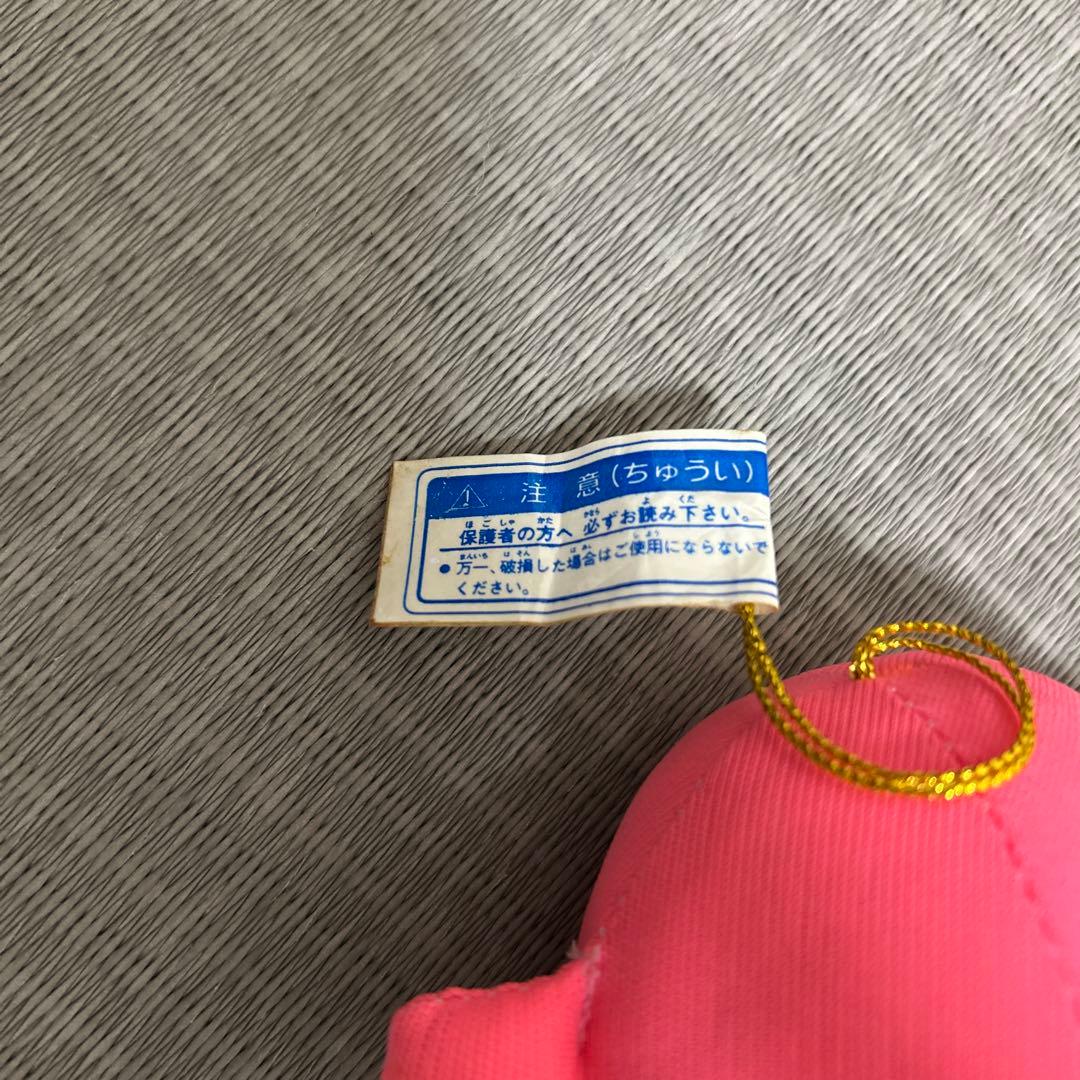 注意(ちゅうい)
保護者の方へ 必ずお読み下さい。
●万一、破損した場合はご使用にならないで
ください。